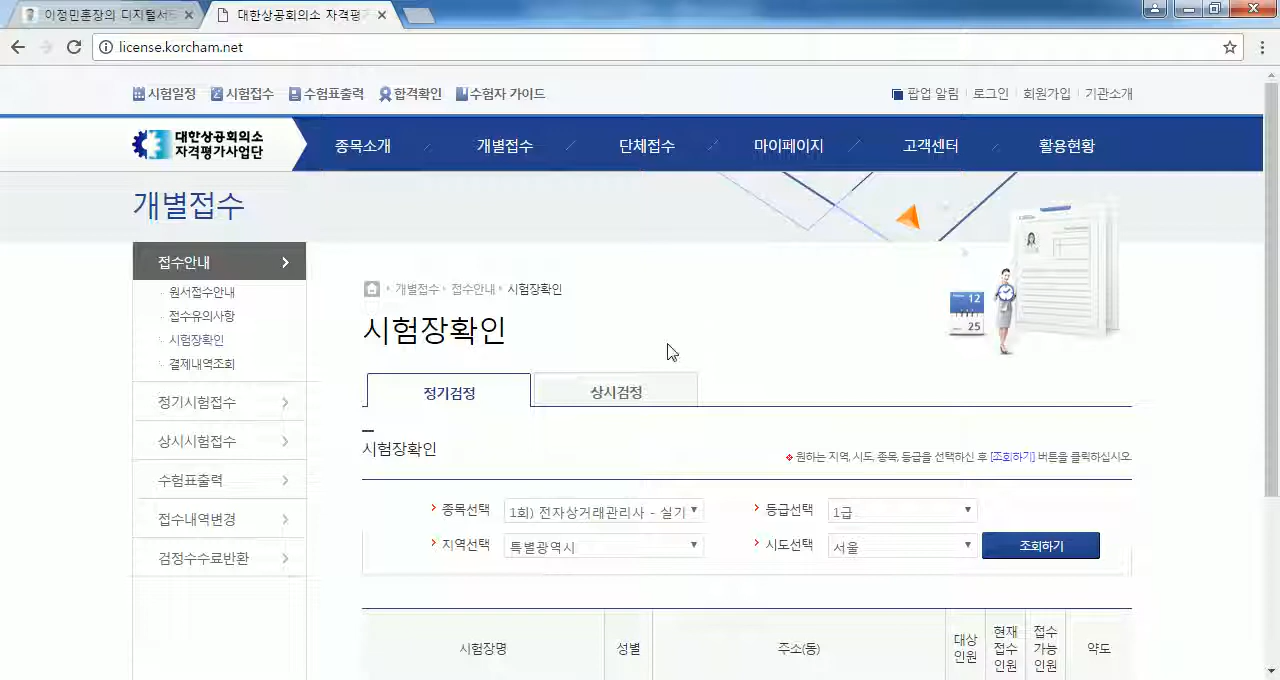 이정민훈장의 디지털서
대한상공회의소 자격평
license.korcham.net
시험일정 시험접수 수험표출력 합격확인 수험자 가이드
팝업 알림 로그인 회원가입 기관소개
대한상공회의소
자격평가사업단
종목소개 개별접수 단체접수 마이페이지 고객센터 활용현황
개별접수
12
25
접수안내
원서접수안내
접수유의사항
시험장확인
결제내역조회
정기시험접수
상시시험접수
수험표출력
접수내역변경
검정수수료반환
개별접수 접수안내 시험장확인
시험장확인
정기검정 상시검정
시험장확인
원하는 지역, 시도, 종목, 등급을 선택하신 후 [조회하기] 버튼을 클릭하십시오.
종목선택 1회) 전자상거래관리사 - 실기 등급선택 1급
지역선택 특별광역시 시도선택 서울 조회하기
시험장명 성별 주소(동) 대상 인원 현재 접수 인원 접수 가능 인원 약도